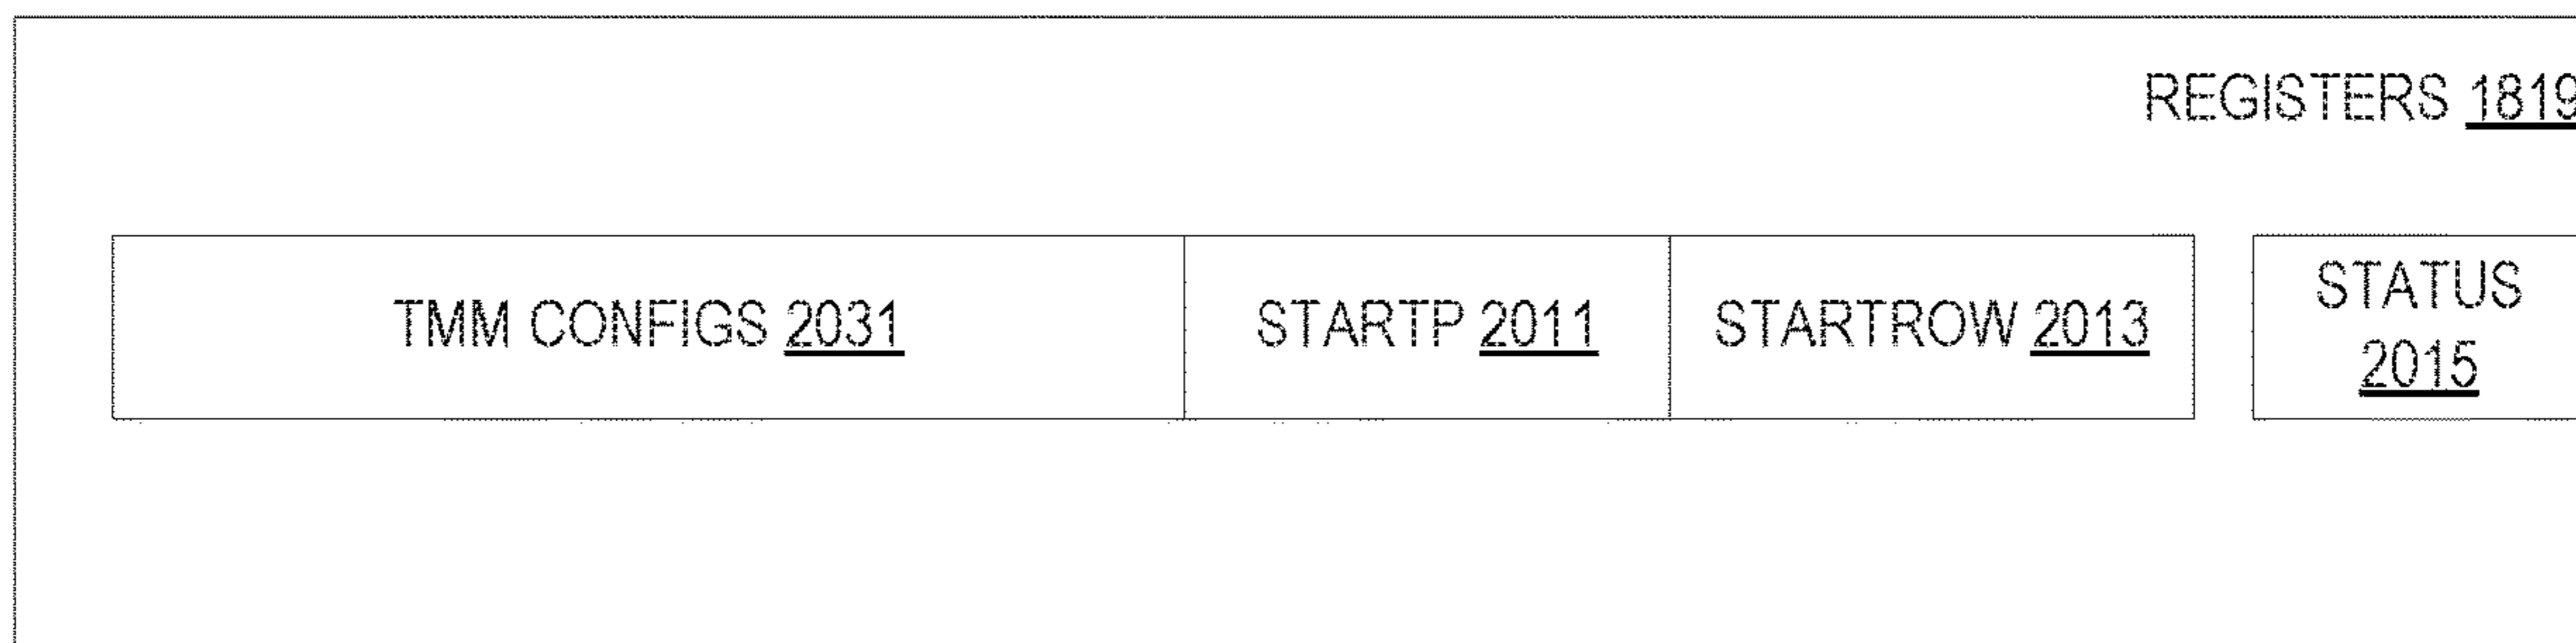 REGISTERS 1819
TMM CONFIGS 2031
STARTP 2011
STARTROW 2013
STATUS
2015